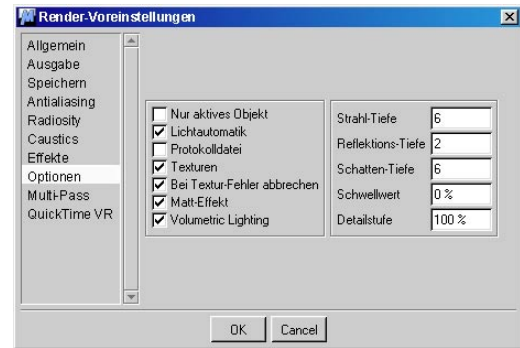 Render-Voreinstellungen
Allgemein
Ausgabe
Speichern
Antialiasing
Radiosity
Caustics
Effekte
Optionen
Multi-Pass
QuickTime VR
Nur aktives Objekt
Lichtautomatik
Protokolldatei
Texturen
Bei Textur-Fehler abbrechen
Matt-Effekt
Volumetric Lighting
Strahl-Tiefe 6
Reflektions-Tiefe 2
Schatten-Tiefe 6
Schwellwert 0 %
Detailstufe 100 %
OK Cancel